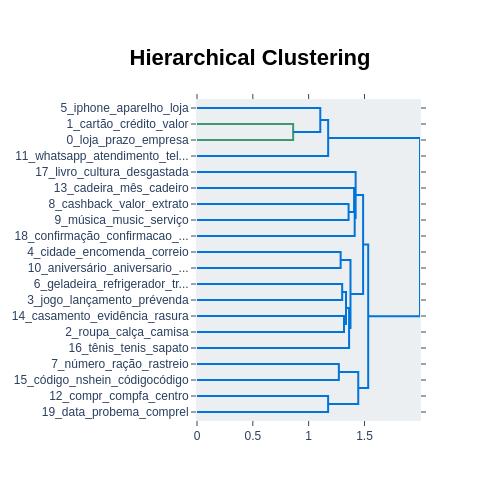 Hierarchical Clustering
5_iphone_aparelho_loja
1_cartão_crédito_valor
0_loja_prazo_empresa
11_whatsapp_atendimento_tel...
17_livro_cultura_desgastada
13_cadeira_mês_cadeiro
8_cashback_valor_extrato
9_música_music_serviço
18_confirmação_confirmacao_...
4_cidade_encomenda_correio
10_aniversário_aniversario_...
6_geladeira_refrigerador_tr...
3_jogo_lançamento_prévenda
14_casamento_evidência_rasura
2_roupa_calça_camisa
16_tênis_tenis_sapato
7_número_ração_rastreio
15_código_nshein_códigocódigo
12_compr_compfa_centro
19_data_probema_comprel
0 0.5 1 1.5